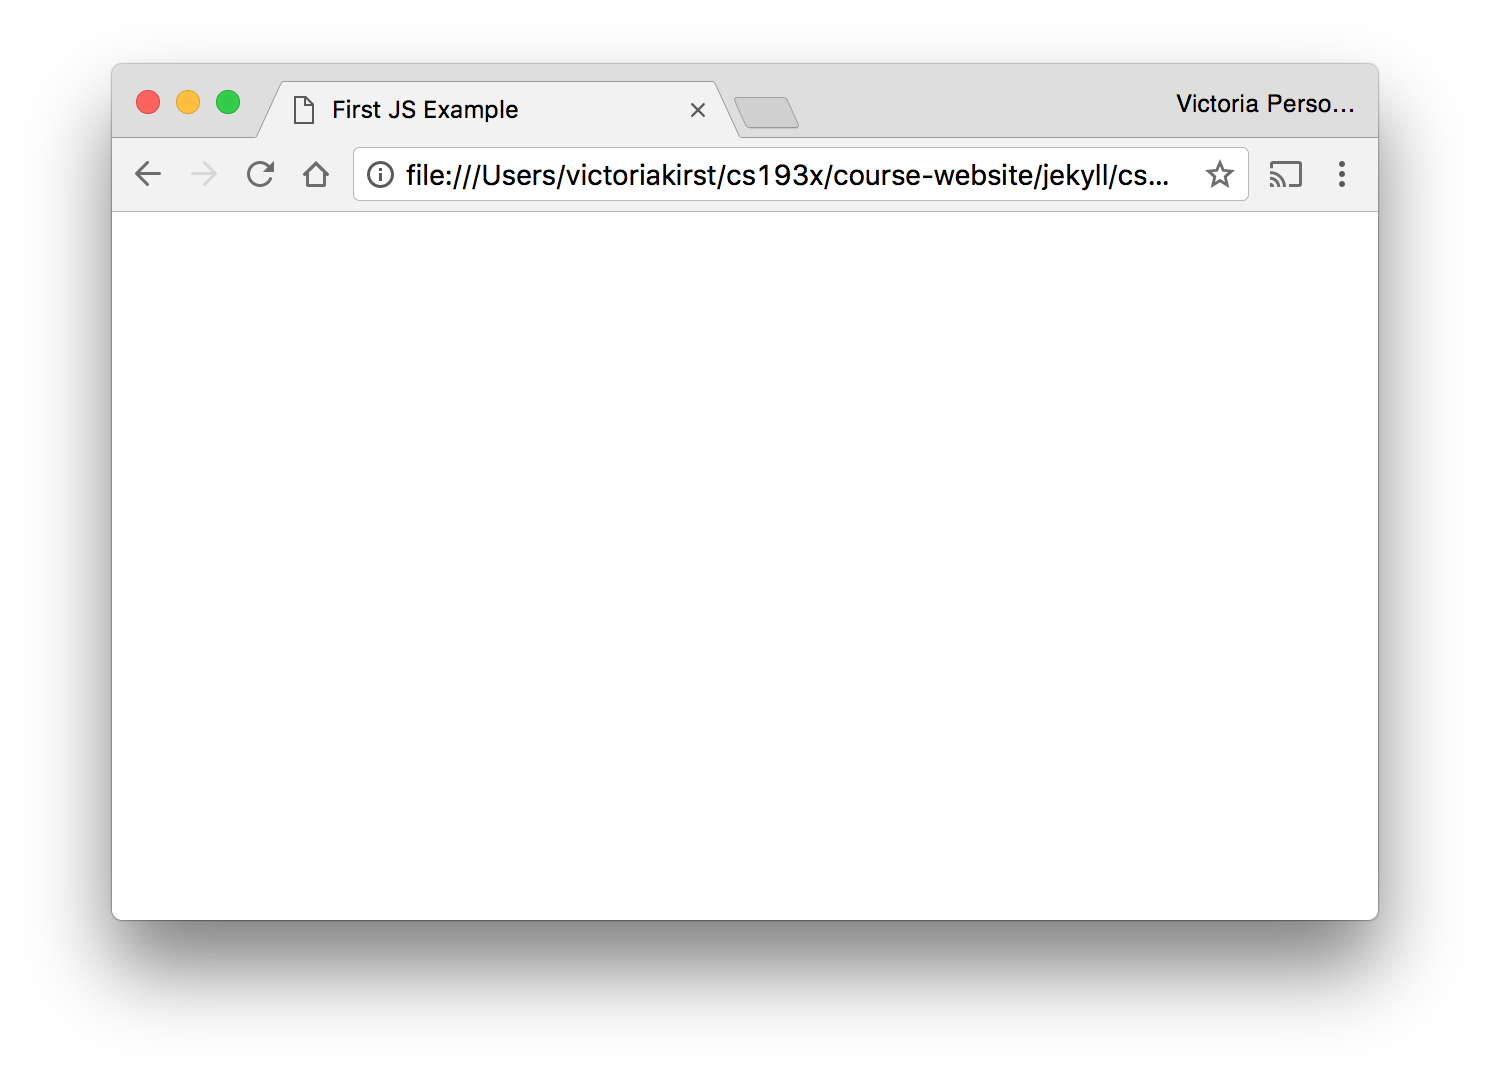 First JS Example
Victoria Perso...
file:///Users/victoriakirst/cs193x/course-website/jekyll/cs...